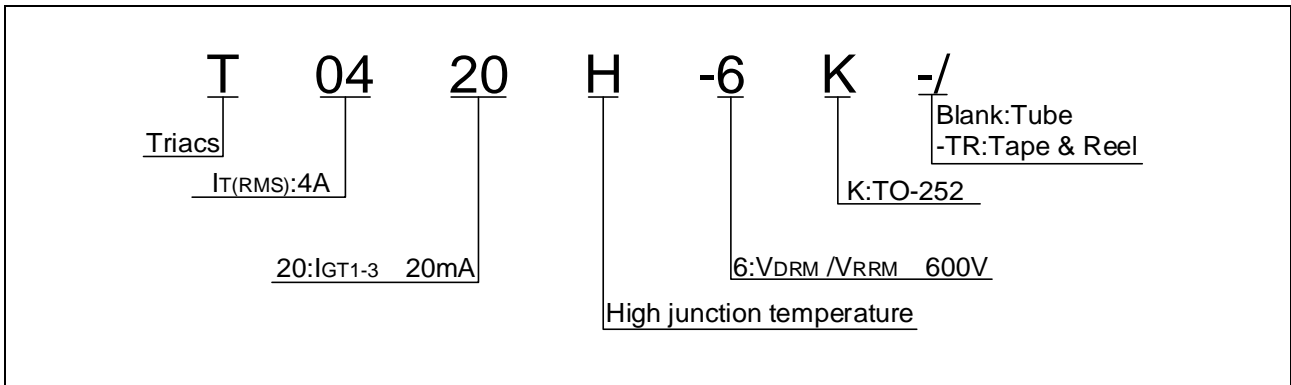 T 04 20 H -6 K -/
Blank:Tube
Triacs
-TR:Tape & Reel
IT(RMS):4A
K:TO-252
20:IGT1-3 20mA
6:VDRM /VRRM 600V
High junction temperature